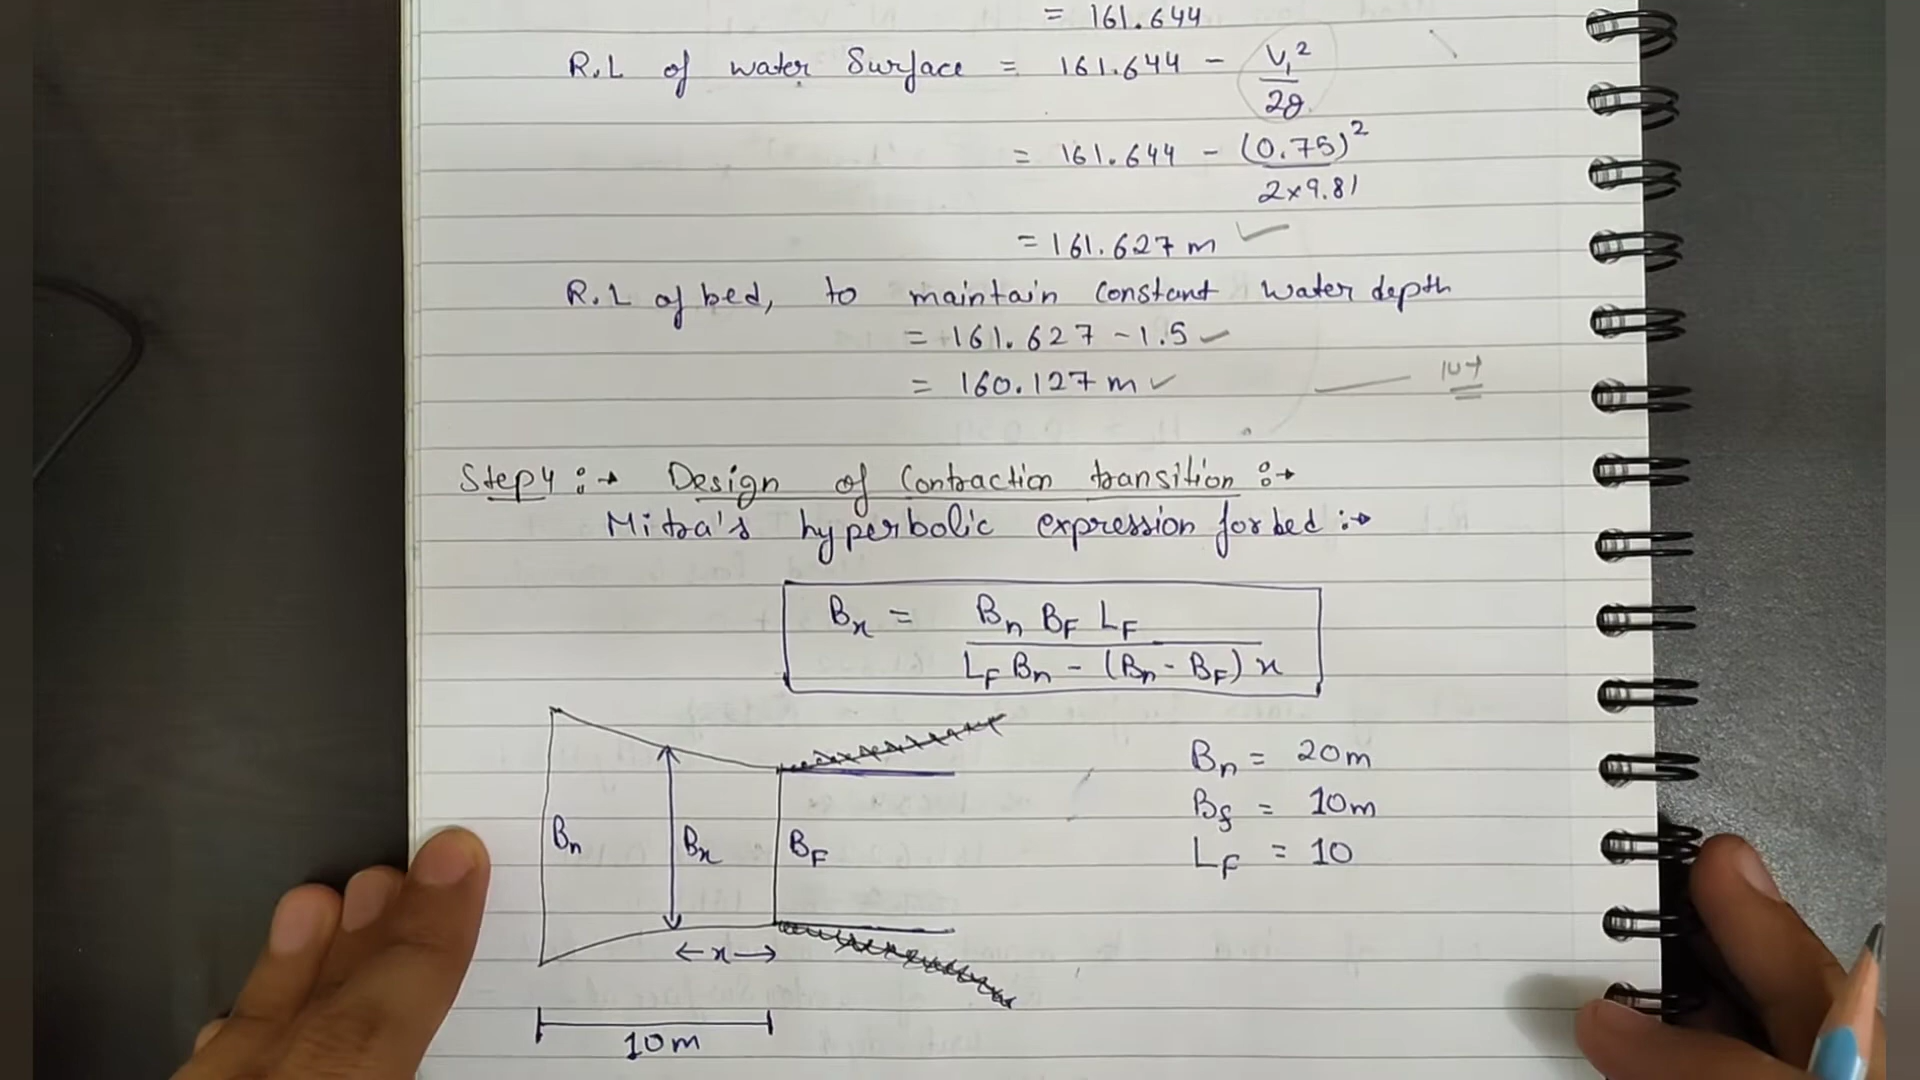 = 161.644
R.L of water Surface = 161.644 - V₁²/2g
= 161.644 - (0.75)²/2×9.81
= 161.627 m ✓
R.L of bed, to maintain Constant Water depth
= 161.627 - 1.5 ✓
= 160.127 m ✓
Step 4 :→ Design of Contraction transition :→
Mitra's hyperbolic expression for bed :→
Bx = Bn BF LF / LF Bn - (Bn - BF) x
Bn
Bx
BF
←x→
10m
Bn = 20m
Bf = 10m
LF = 10